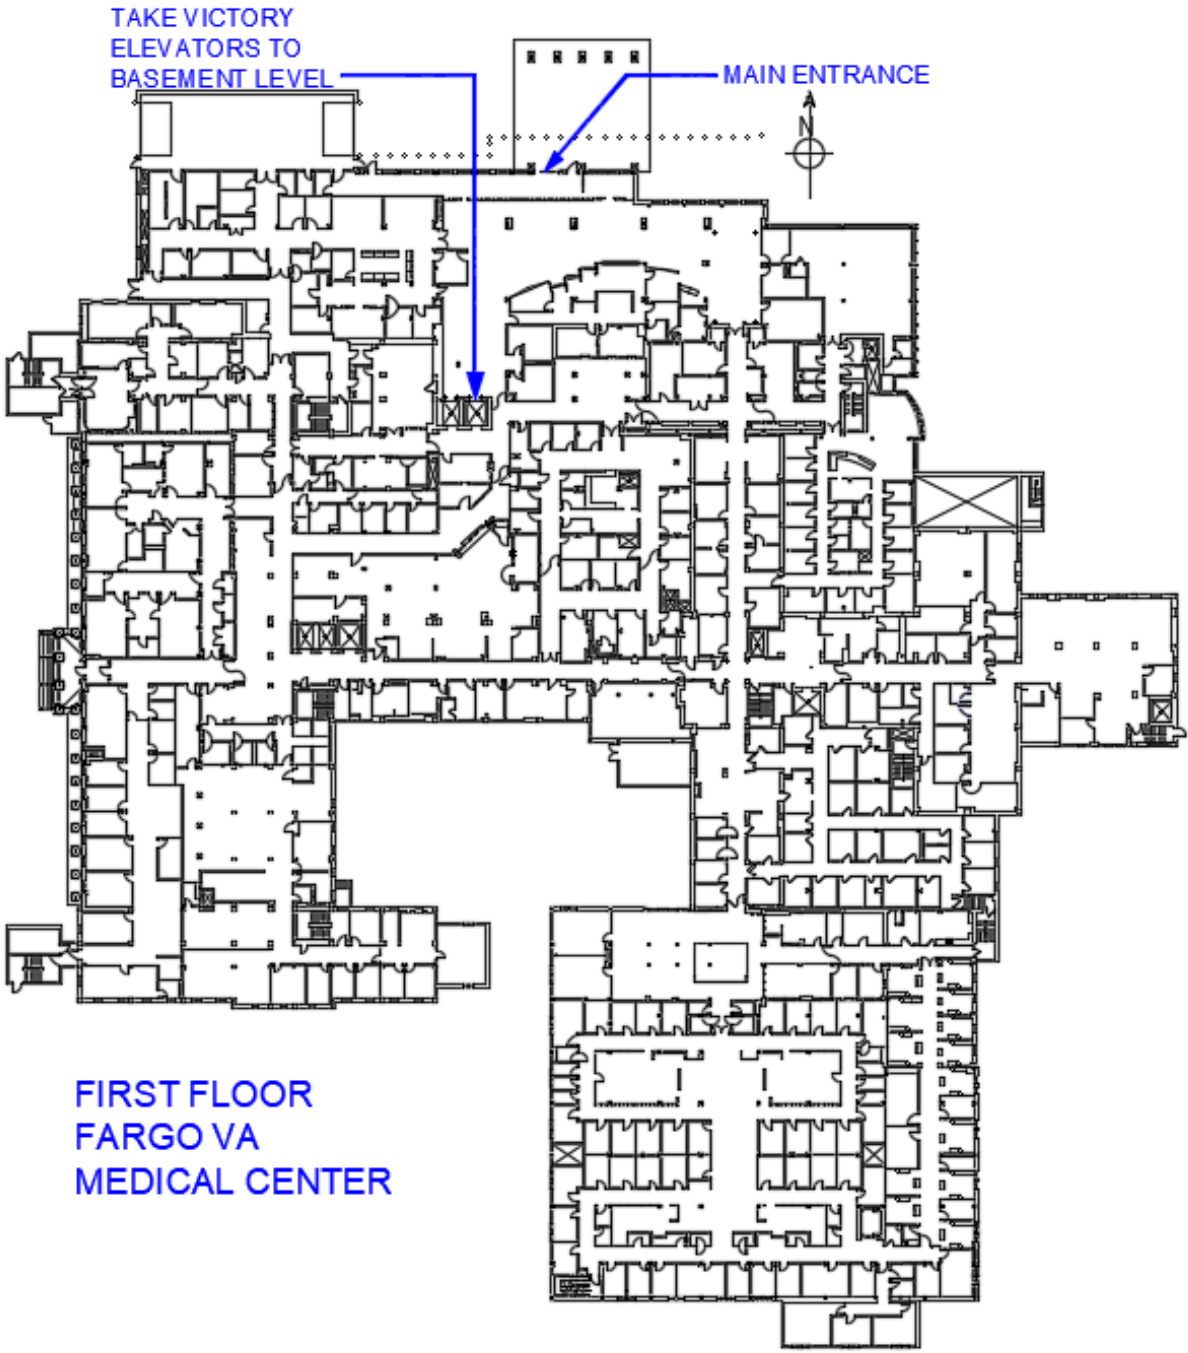 TAKE VICTORY
ELEVATORS TO
BASEMENT LEVEL
MAIN ENTRANCE
N
FIRST FLOOR
FARGO VA
MEDICAL CENTER